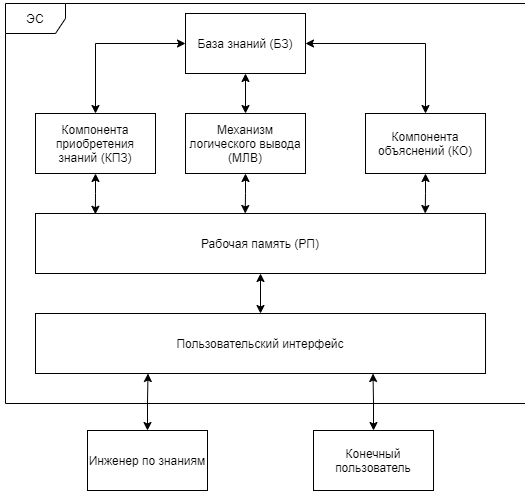 ЭС
База знаний (БЗ)
Компонента
приобретения
знаний (КПЗ)
Механизм
логического вывода
(МЛВ)
Компонента
объяснений (КО)
Рабочая память (РП)
Пользовательский интерфейс
Инженер по знаниям
Конечный
пользователь